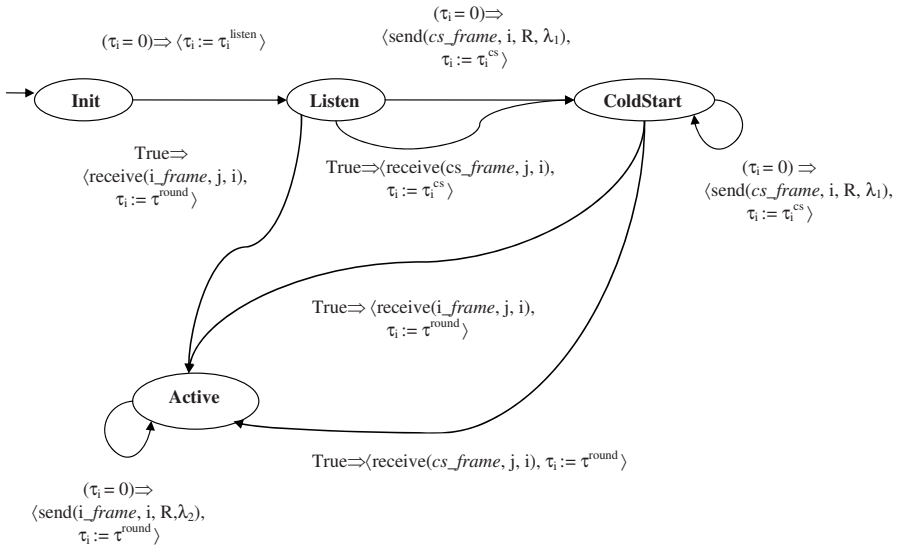 (τi = 0) ⇒
⟨send(cs_frame, i, R, λ1),
τi := τi^cs ⟩
(τi = 0)⇒ ⟨τi := τi^listen ⟩
Init
Listen
ColdStart
True⇒
⟨receive(i_frame, j, i),
τi := τ^round ⟩
True⇒⟨receive(cs_frame, j, i),
τi := τi^cs ⟩
(τi = 0) ⇒
⟨send(cs_frame, i, R, λ1),
τi := τi^cs ⟩
True⇒ ⟨receive(i_frame, j, i),
τi := τ^round ⟩
Active
True⇒⟨receive(cs_frame, j, i), τi := τ^round ⟩
(τi = 0)⇒
⟨send(i_frame, i, R,λ2),
τi := τ^round ⟩